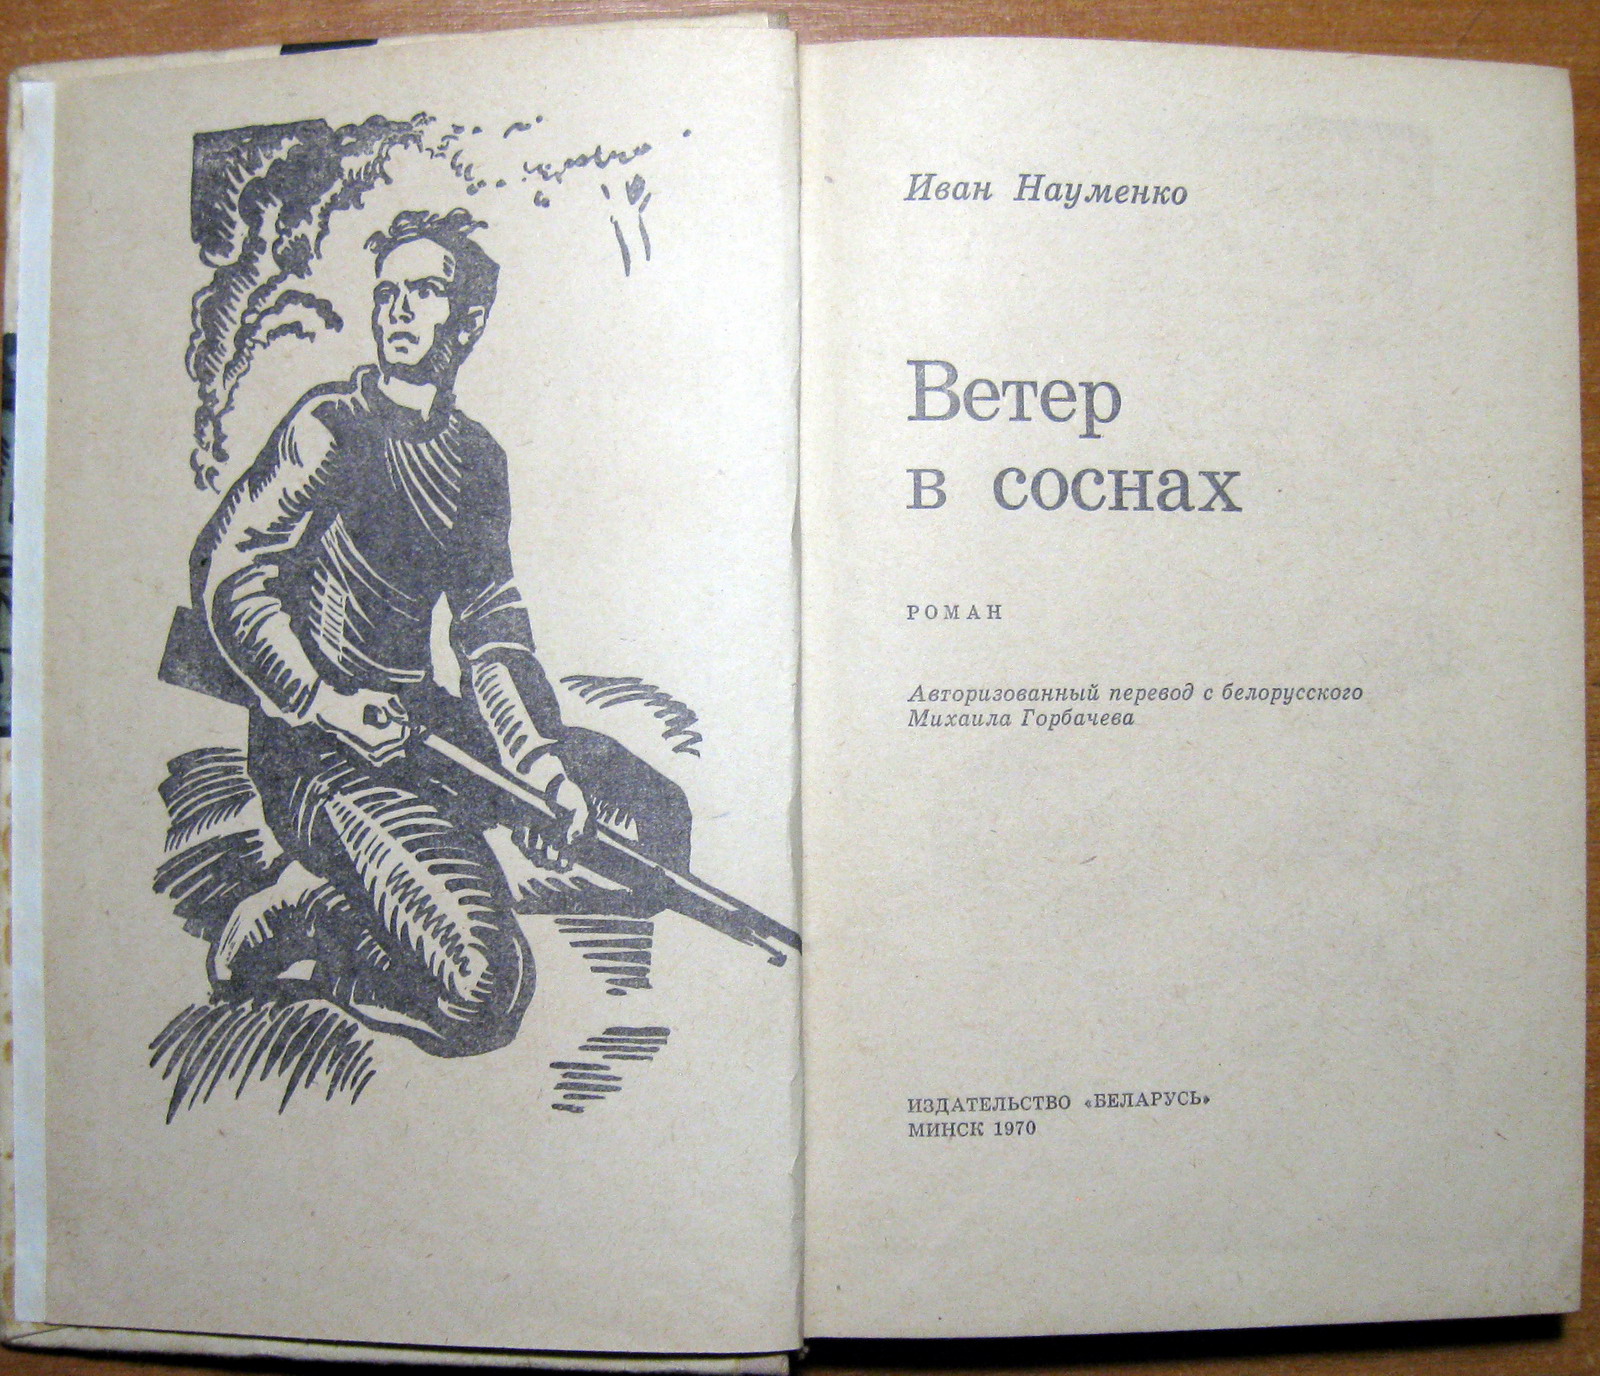 Иван Науменко
Ветер
в соснах
РОМАН
Авторизованный перевод с белорусского
Михаила Горбачева
ИЗДАТЕЛЬСТВО «БЕЛАРУСЬ»
МИНСК 1970